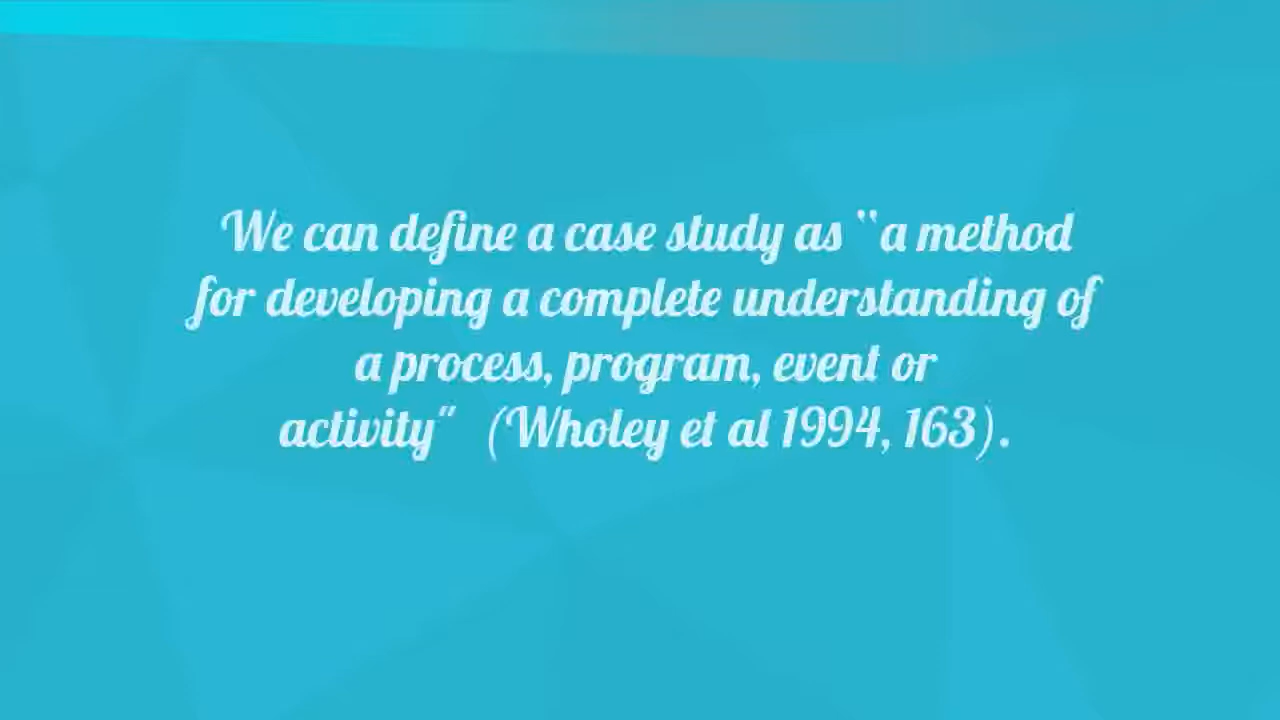 We can define a case study as “a method
for developing a complete understanding of
a process, program, event or
activity” (Wholey et al 1994, 163).